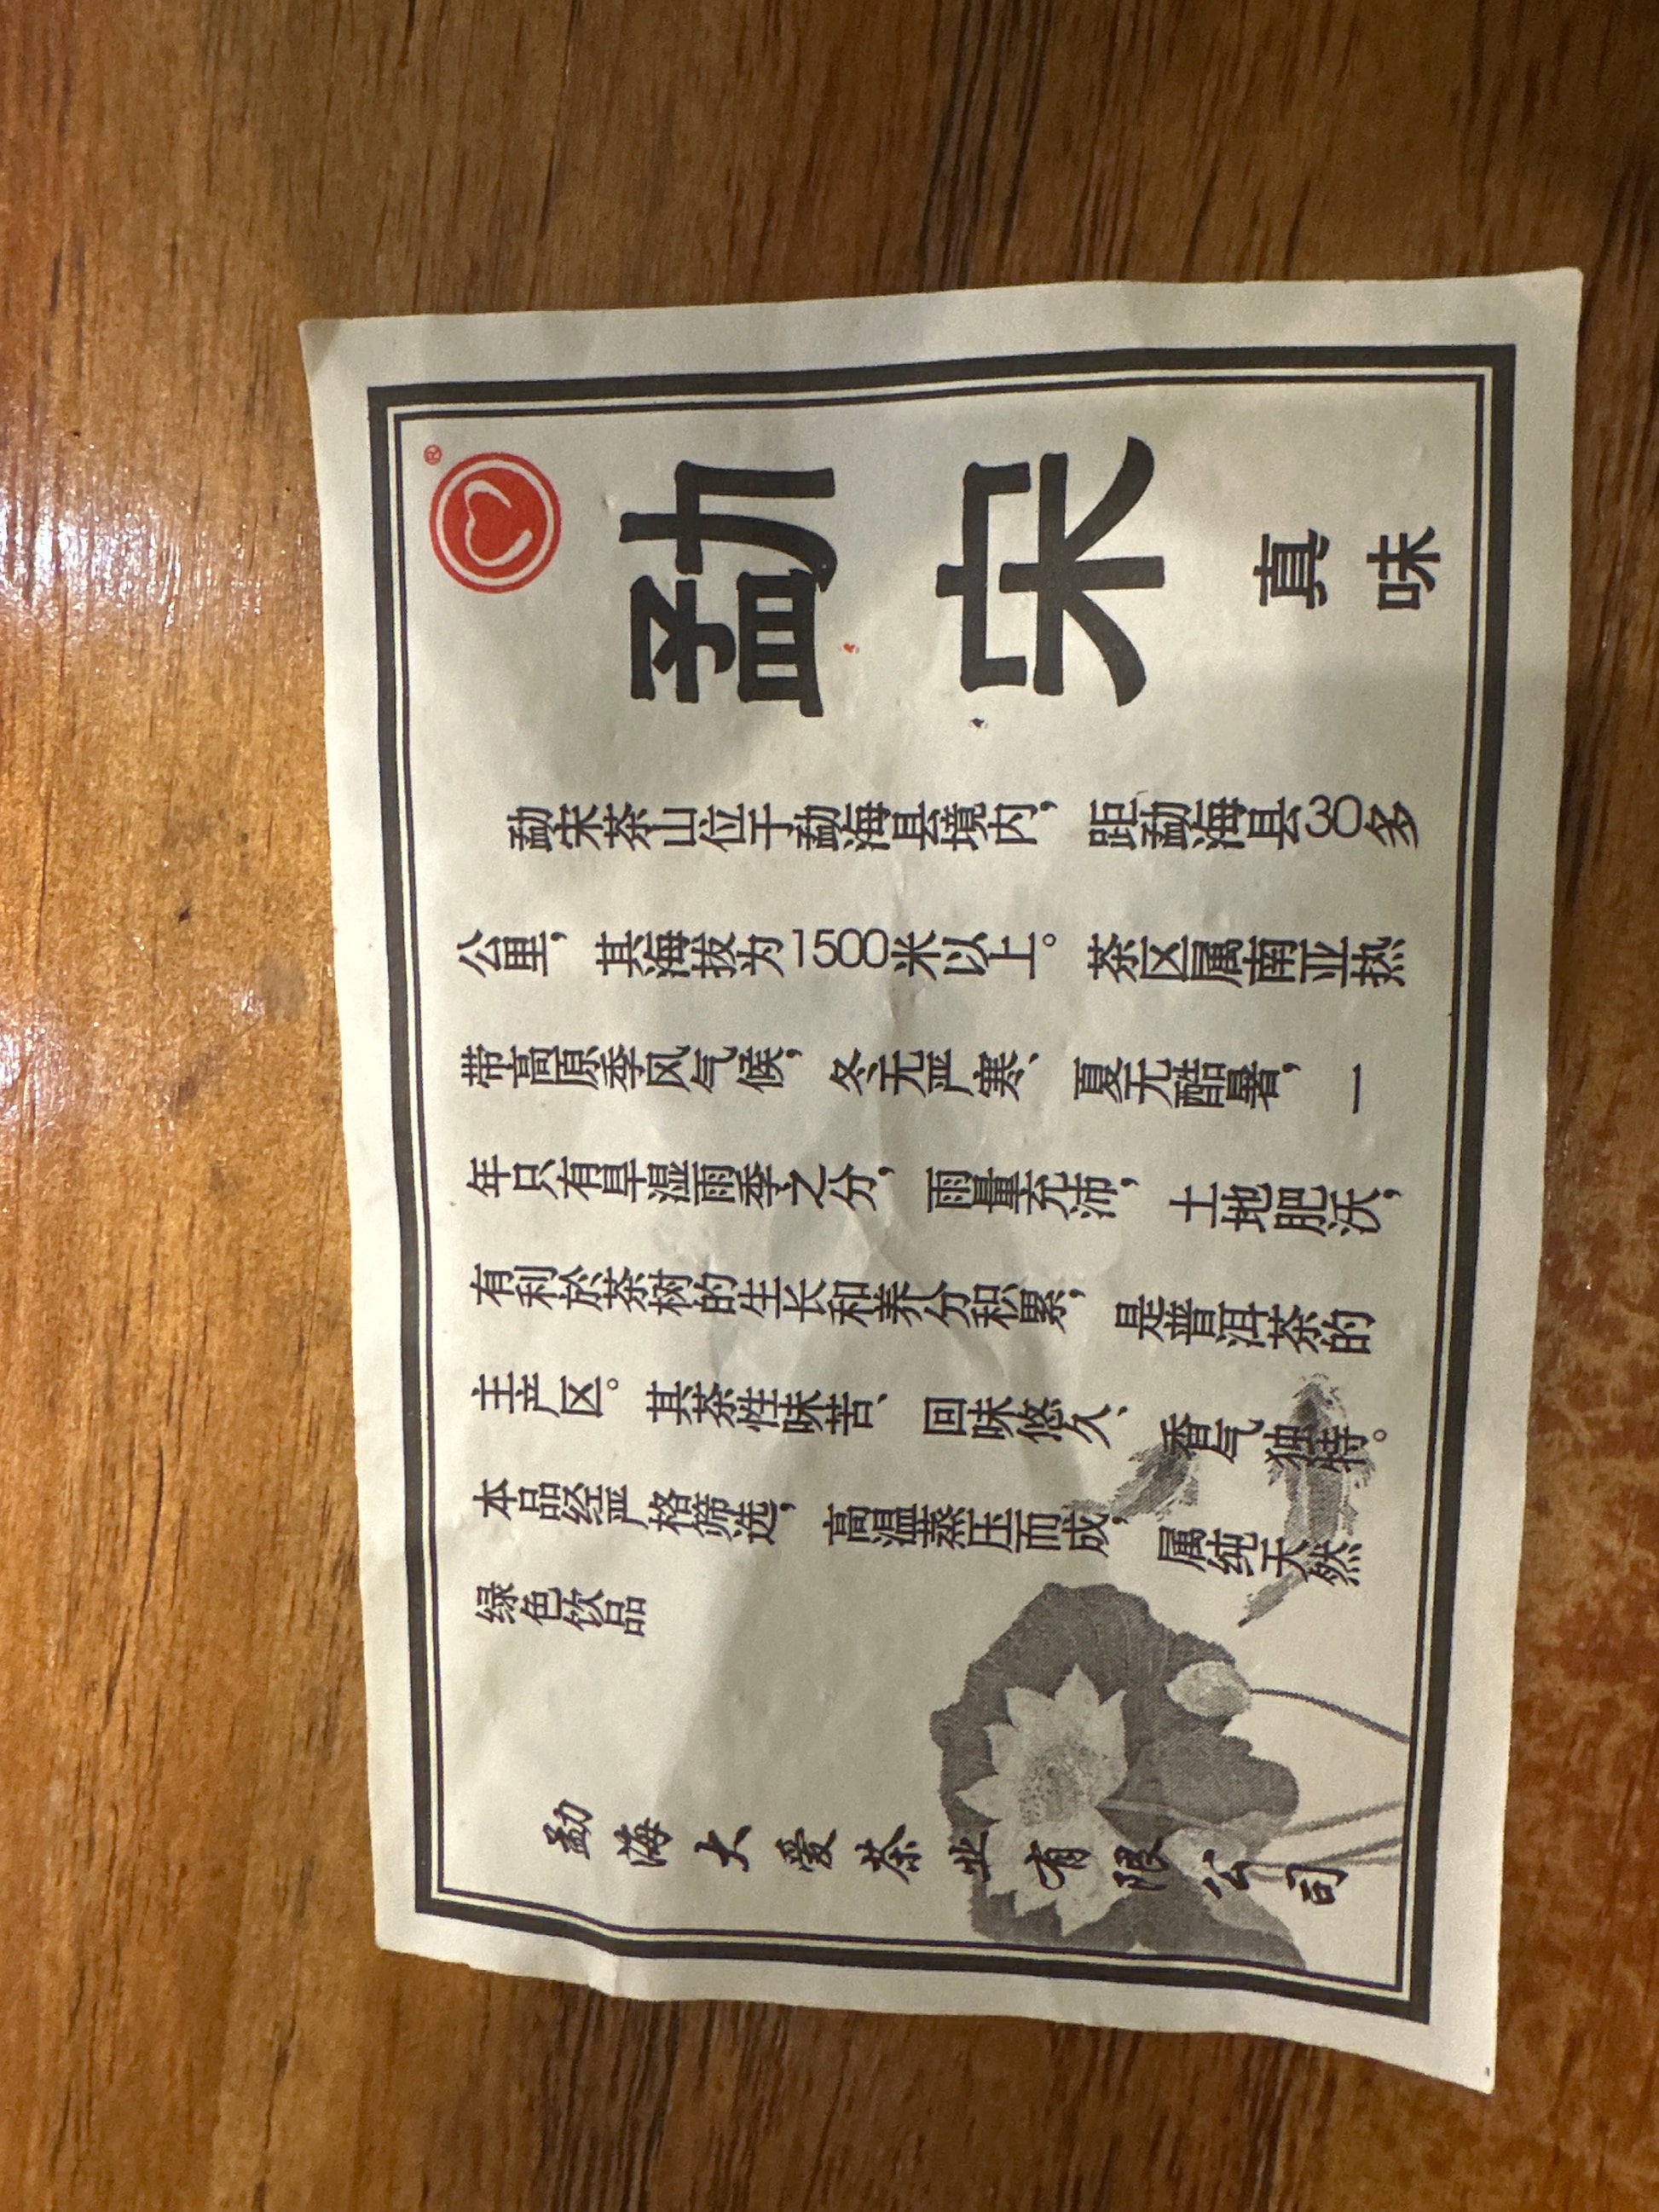 ®
勐宋
真味
勐宋茶山位于勐海县境内，距勐海县30多
公里，其海拔为1500米以上。茶区属南亚热
带高原季风气候，冬无严寒、夏无酷暑，一
年只有旱湿雨季之分，雨量充沛，土地肥沃，
有利於茶树的生长和养分积累，是普洱茶的
主产区。其茶性味苦、回味悠久、香气独特。
本品经严格筛选，高温蒸压而成，属纯天然
绿色饮品
勐海大爱茶业有限公司